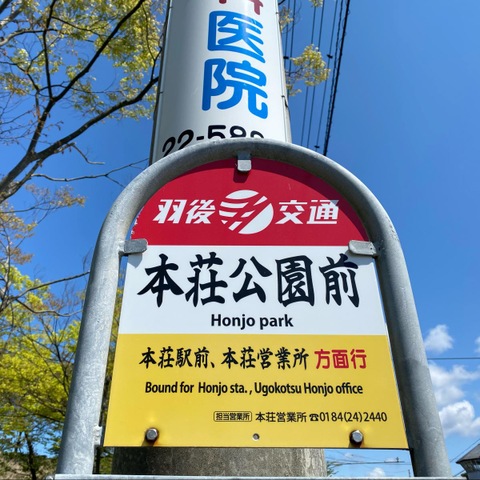 医院
22-58
羽後交通
本荘公園前
Honjo park
本荘駅前、本荘営業所 方面行
Bound for Honjo sta. , Ugokotsu Honjo office
担当営業所 本荘営業所 ☎0184(24)2440